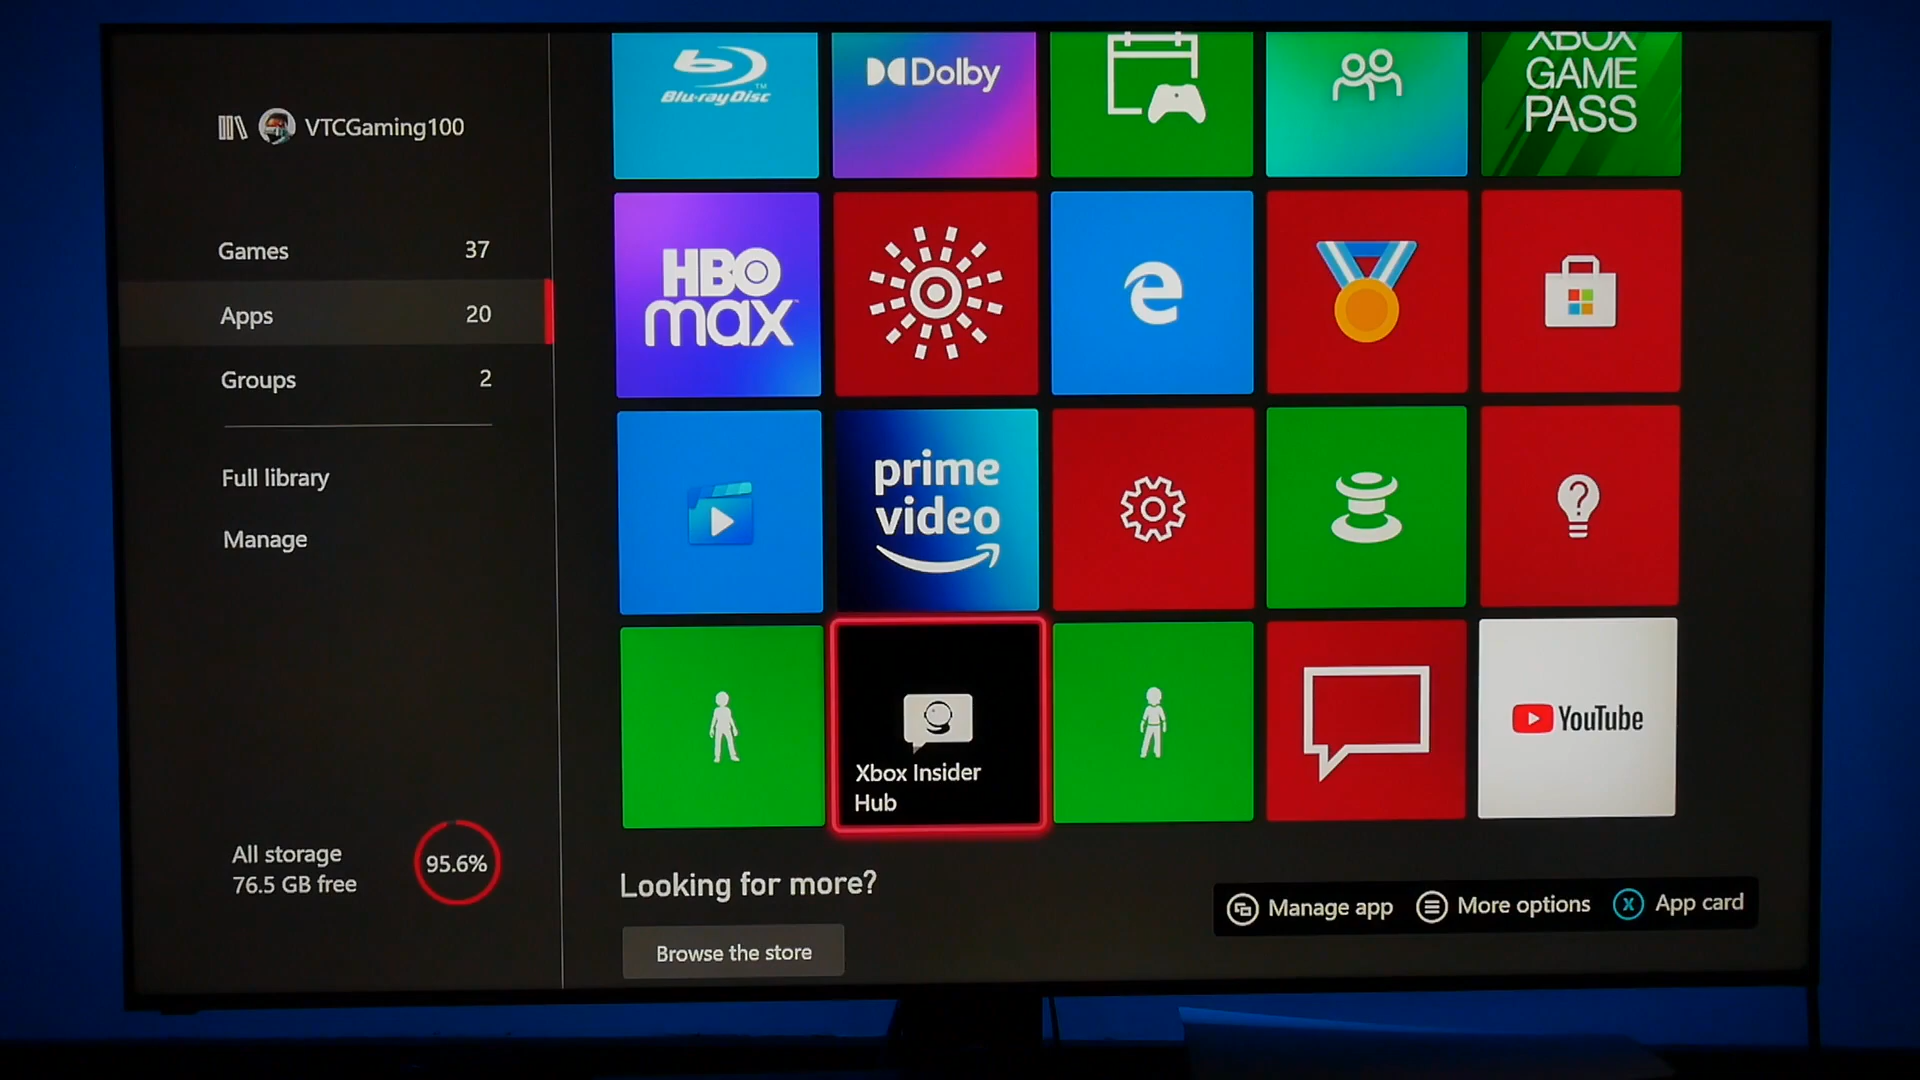 VTCGaming100
Games 37
Apps 20
Groups 2
Full library
Manage
All storage
76.5 GB free
95.6%
Blu-ray Disc
TM
Dolby
XBOX
GAME
PASS
HBO
max
prime
video
Xbox Insider
Hub
YouTube
Looking for more?
Browse the store
Manage app
More options
X App card